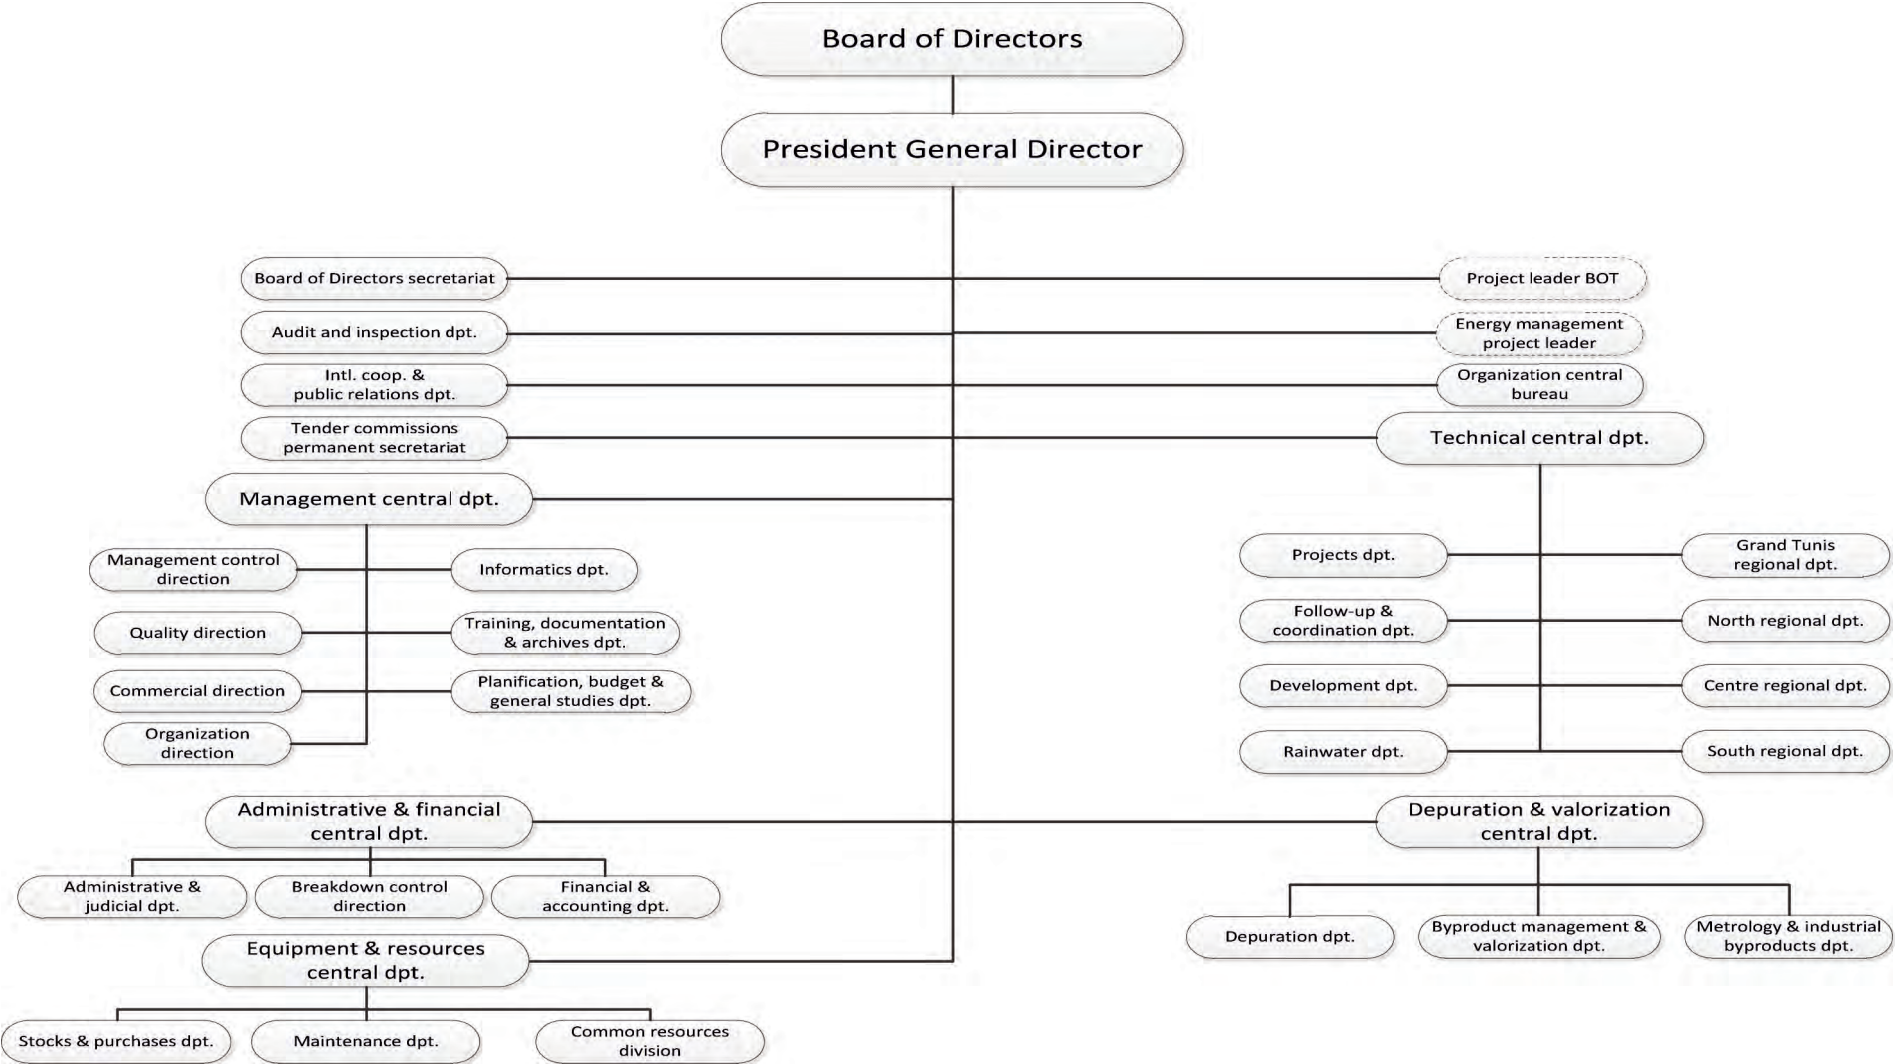 Board of Directors
President General Director
Board of Directors secretariat
Project leader BOT
Audit and inspection dpt.
Energy management
project leader
Intl. coop. &
public relations dpt.
Organization central
bureau
Tender commissions
permanent secretariat
Technical central dpt.
Management central dpt.
Management control
direction
Informatics dpt.
Quality direction
Training, documentation
& archives dpt.
Commercial direction
Planification, budget &
general studies dpt.
Organization
direction
Projects dpt.
Grand Tunis
regional dpt.
Follow-up &
coordination dpt.
North regional dpt.
Development dpt.
Centre regional dpt.
Rainwater dpt.
South regional dpt.
Administrative & financial
central dpt.
Administrative &
judicial dpt.
Breakdown control
direction
Financial &
accounting dpt.
Depuration & valorization
central dpt.
Depuration dpt.
Byproduct management &
valorization dpt.
Metrology & industrial
byproducts dpt.
Equipment & resources
central dpt.
Stocks & purchases dpt.
Maintenance dpt.
Common resources
division